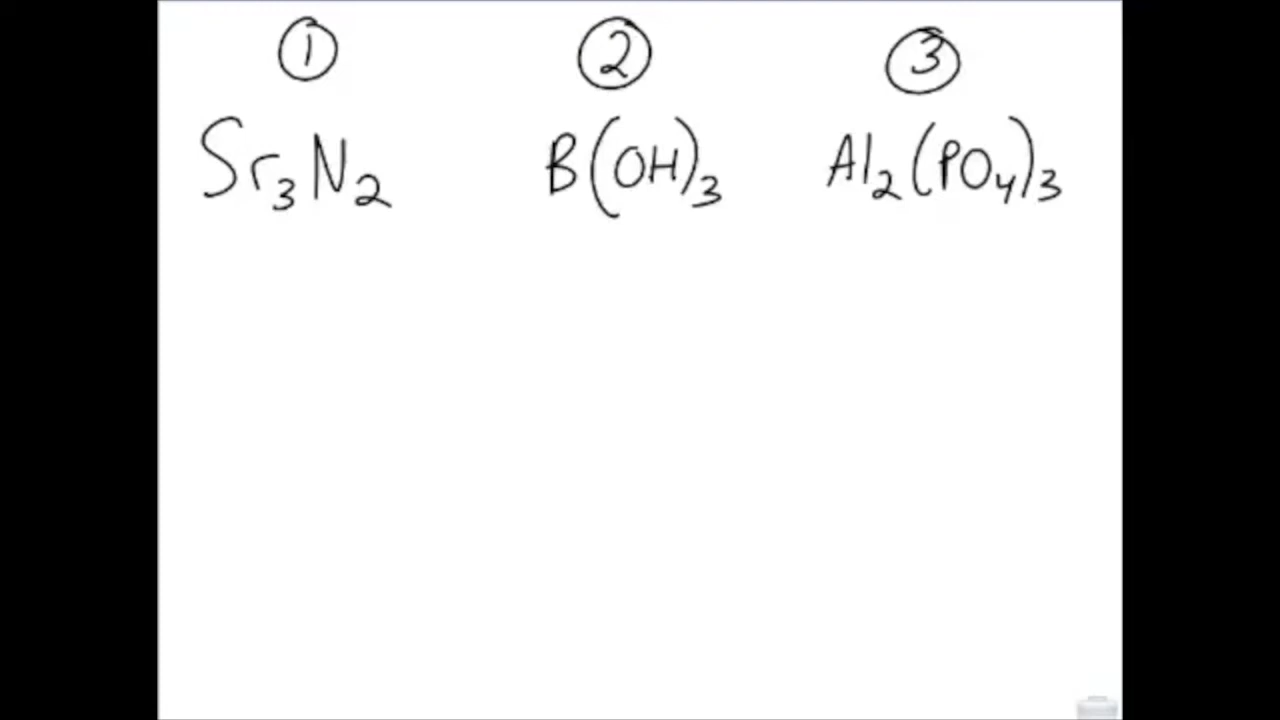 ① ② ③
Sr₃N₂ B(OH)₃ Al₂(PO₄)₃